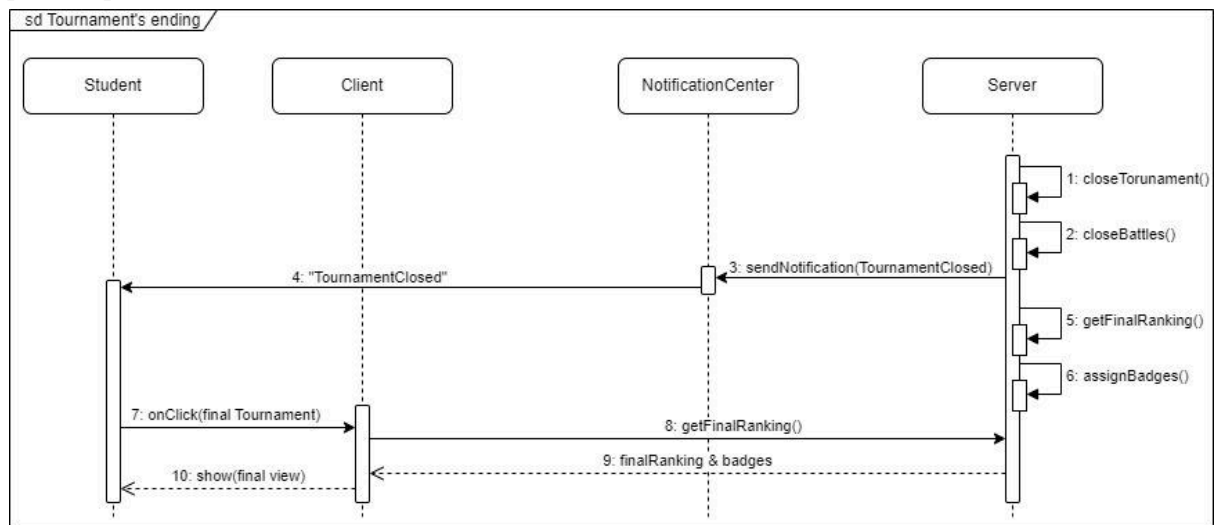 sd Tournament's ending
Student
Client
NotificationCenter
Server
1: closeTorunament()
2: closeBattles()
3: sendNotification(TournamentClosed)
4: "TournamentClosed"
5: getFinalRanking()
6: assignBadges()
7: onClick(final Tournament)
8: getFinalRanking()
9: finalRanking & badges
10: show(final view)